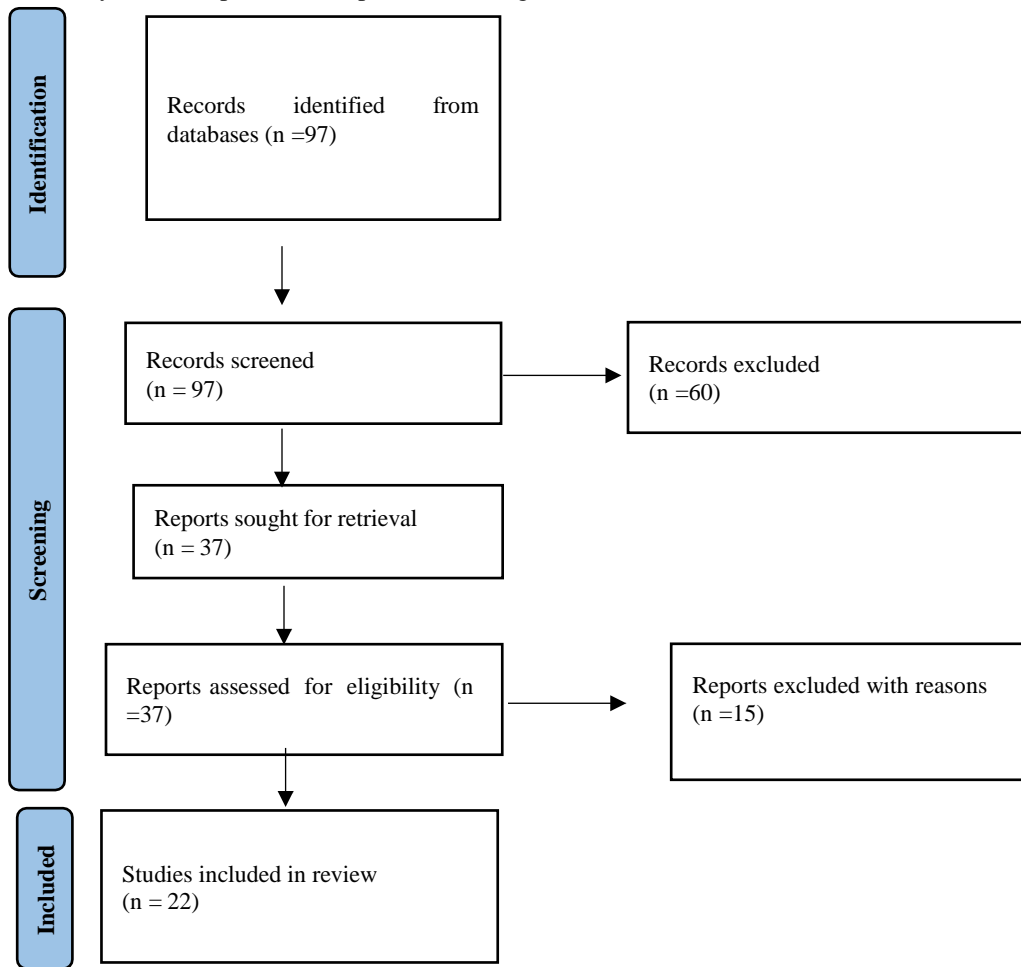 Identification
Records identified from
databases (n =97)
Screening
Records screened
(n = 97)
Records excluded
(n =60)
Reports sought for retrieval
(n = 37)
Reports assessed for eligibility (n
=37)
Reports excluded with reasons
(n =15)
Included
Studies included in review
(n = 22)